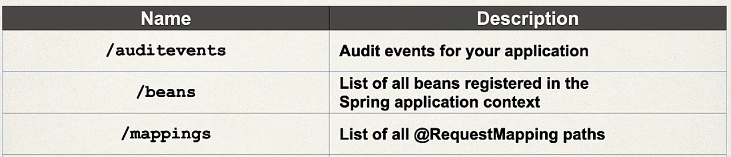 Name Description
/auditevents Audit events for your application
/beans List of all beans registered in the
Spring application context
/mappings List of all @RequestMapping paths